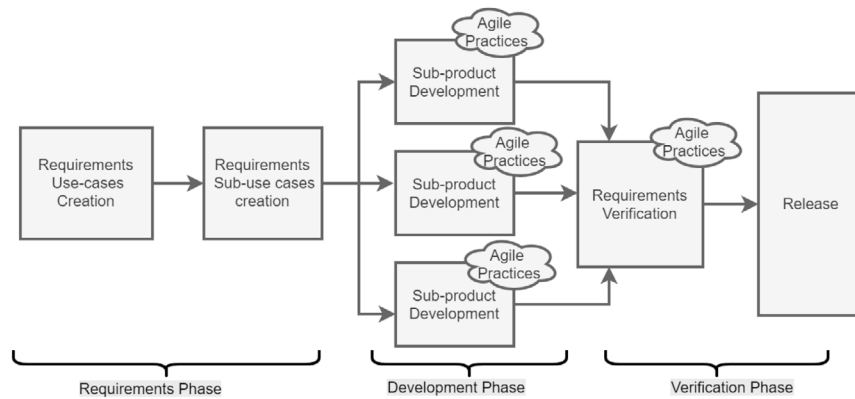 Requirements
Use-cases
Creation
Requirements
Sub-use cases
creation
Agile
Practices
Sub-product
Development
Agile
Practices
Sub-product
Development
Agile
Practices
Sub-product
Development
Agile
Practices
Requirements
Verification
Release
Requirements Phase
Development Phase
Verification Phase